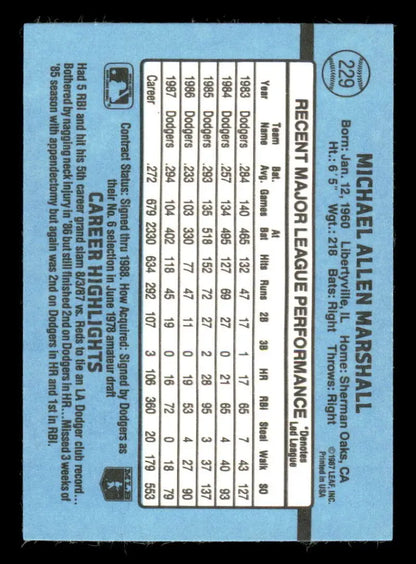 229
MICHAEL ALLEN MARSHALL
Born: Jan. 12, 1960 Libertyville, IL Home: Sherman Oaks, CA
Ht.: 6' 5" Wgt.: 218 Bats: Right Throws: Right
©1987 LEAF, INC.
Printed in USA
RECENT MAJOR LEAGUE PERFORMANCE
*Denotes
Led League
Team Bat. At
Year Name Avg. Games Bat Hits Runs 2B 3B HR RBI Steal Walk SO
1983 Dodgers .284 140 465 132 47 17 1 17 65 7 43 127
1984 Dodgers .257 134 495 127 69 27 0 21 65 4 40 93
1985 Dodgers .293 135 518 152 72 27 2 28 95 3 37 137
1986 Dodgers .233 103 330 77 47 11 0 19 53 4 27 90
1987 Dodgers .294 104 402 118 45 19 0 16 72 0 18 79
Career .272 679 2330 634 292 107 3 106 360 20 179 553
Contract Status: Signed thru 1988. How Acquired: Signed by Dodgers as
their No. 6 selection in June 1978 amateur draft
MLB
CAREER HIGHLIGHTS
Had 5 RBI and hit his 5th career grand slam 8/3/87 vs. Reds to tie an LA Dodger club record...
Bothered by nagging neck injury in '86 but still finished 2nd on Dodgers in HR... Missed 3 weeks of
'85 season with appendectomy but again was 2nd on Dodgers in HR and 1st in RBI.